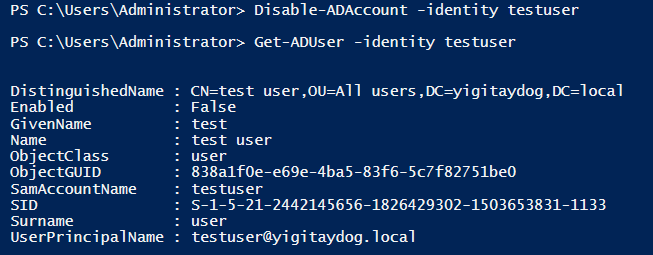 PS C:\Users\Administrator> Disable-ADAccount -identity testuser
PS C:\Users\Administrator> Get-ADUser -identity testuser
DistinguishedName : CN=test user,OU=All users,DC=yigitaydog,DC=local
Enabled           : False
GivenName         : test
Name              : test user
ObjectClass       : user
ObjectGUID        : 838a1f0e-e69e-4ba5-83f6-5c7f82751be0
SamAccountName    : testuser
SID               : S-1-5-21-2442145656-1826429302-1503653831-1133
Surname           : user
UserPrincipalName : testuser@yigitaydog.local